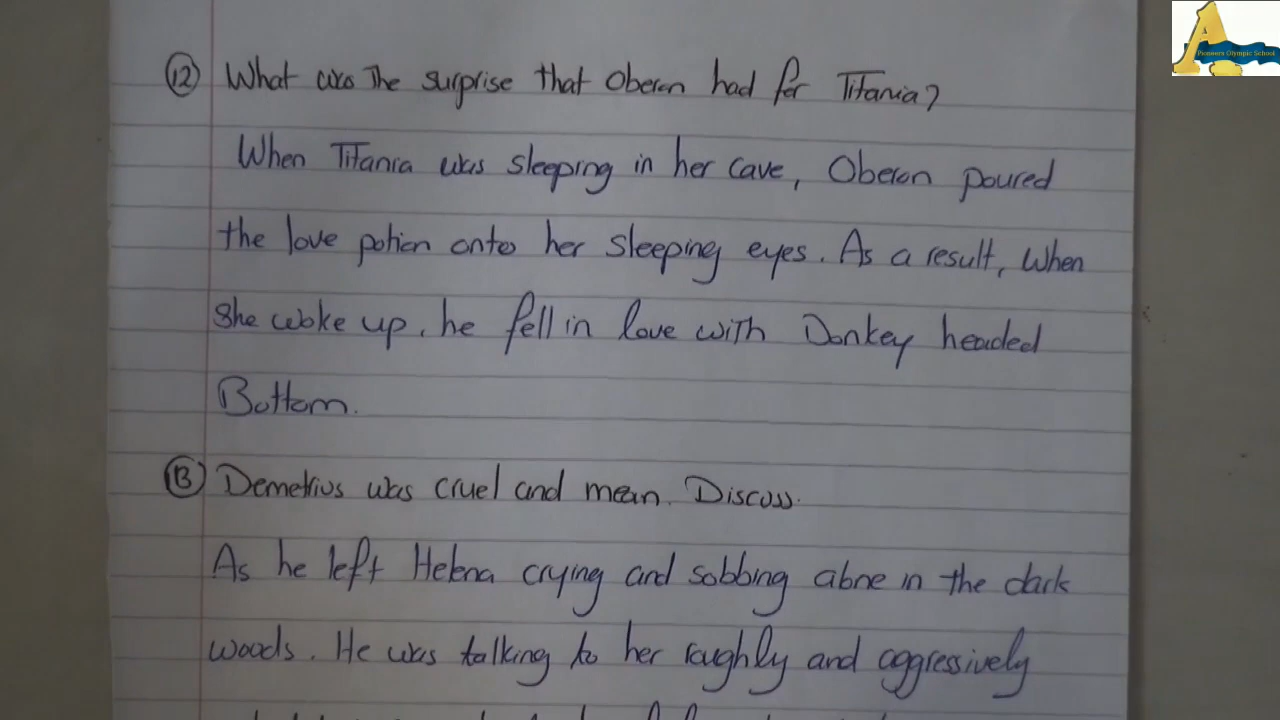 Pioneers Olympic School
(12) What was The surprise that Oberon had for Titania?
When Titania was sleeping in her cave, Oberon poured
the love potion onto her sleeping eyes. As a result, when
she woke up, he fell in love with Donkey headed
Bottom.
(13) Demetrius was cruel and mean. Discuss.
As he left Helena crying and sobbing alone in the dark
woods. He was talking to her roughly and aggressively